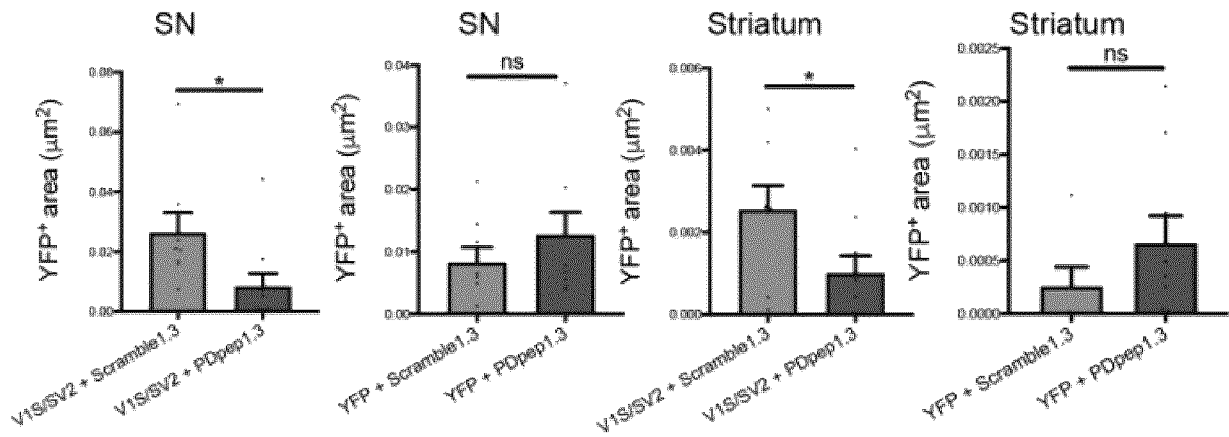 SN
*
YFP+ area (μm2)
0.08
0.06
0.04
0.02
0.00
V1S/SV2 + Scramble1.3
V1S/SV2 + PDpep1.3
SN
ns
YFP+ area (μm2)
0.04
0.03
0.02
0.01
0.00
YFP + Scramble1.3
YFP + PDpep1.3
Striatum
*
YFP+ area (μm2)
0.006
0.004
0.002
0.000
V1S/SV2 + Scramble1.3
V1S/SV2 + PDpep1.3
Striatum
ns
YFP+ area (μm2)
0.0025
0.0020
0.0015
0.0010
0.0005
0.0000
YFP + Scramble1.3
YFP + PDpep1.3